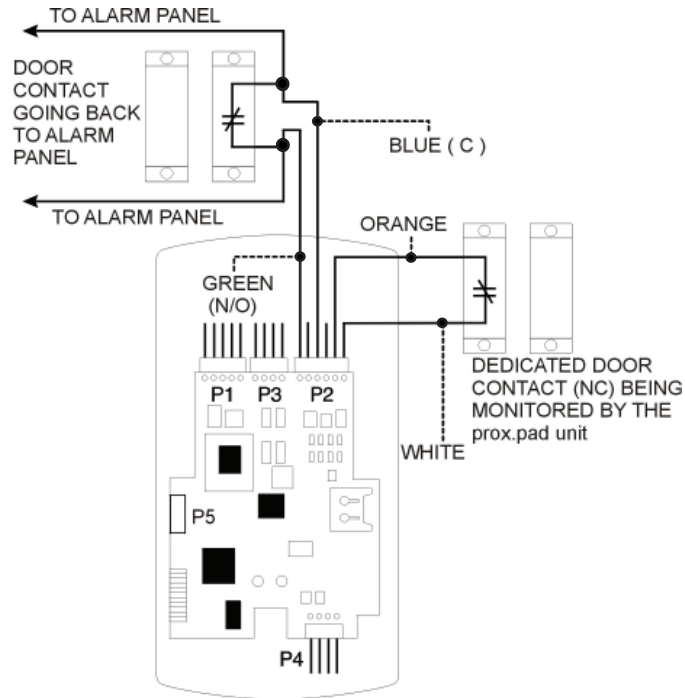 TO ALARM PANEL
DOOR
CONTACT
GOING BACK
TO ALARM
PANEL
BLUE ( C )
TO ALARM PANEL
ORANGE
GREEN
(N/O)
DEDICATED DOOR
CONTACT (NC) BEING
MONITORED BY THE
prox.pad unit
WHITE
P1
P3
P2
P5
P4